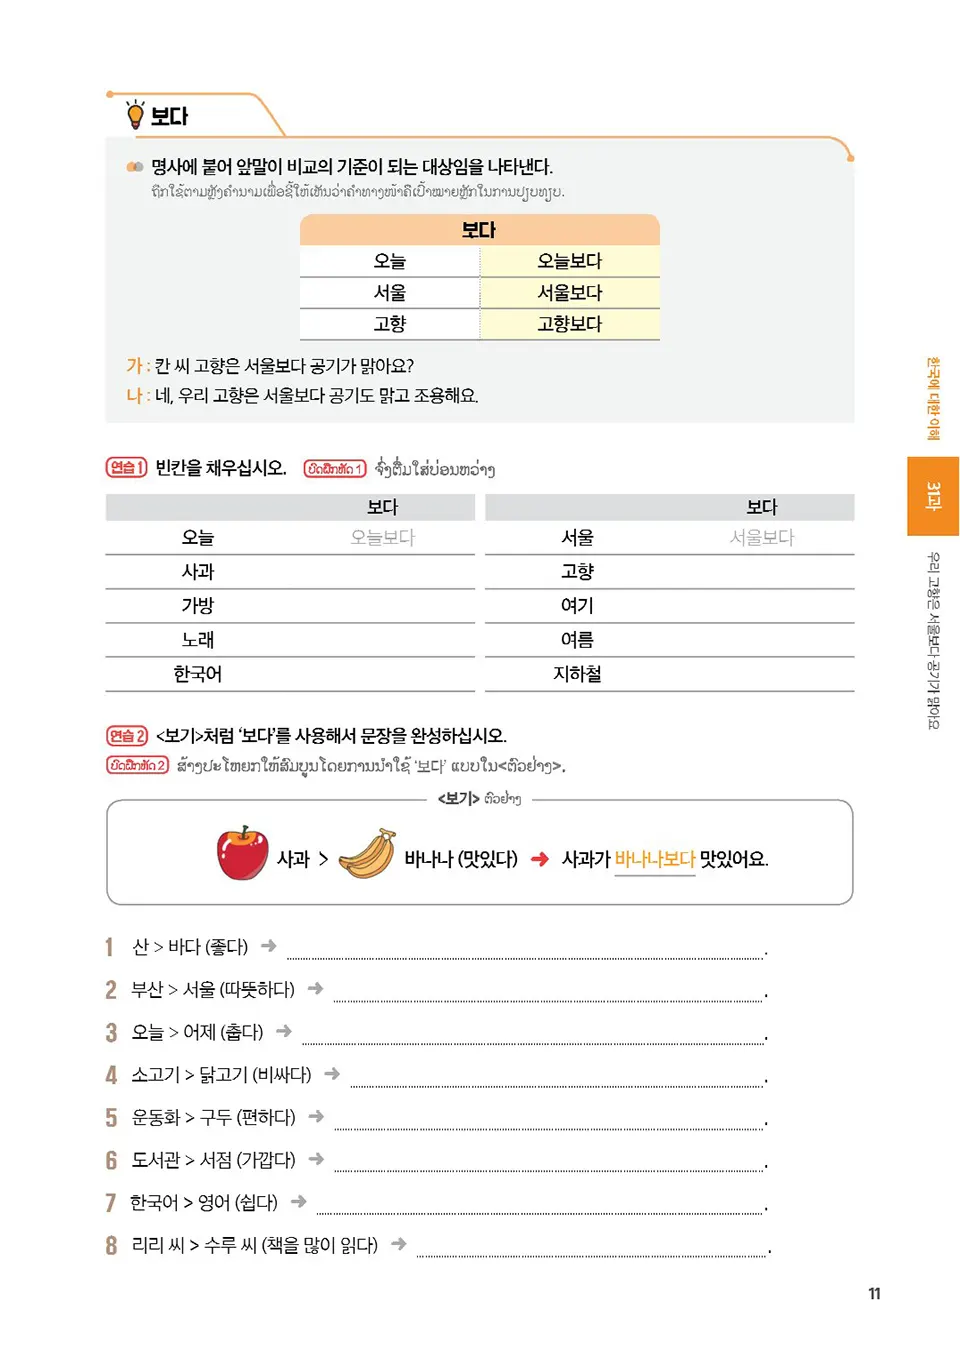 보다
명사에 붙어 앞말이 비교의 기준이 되는 대상임을 나타낸다.
ຖືກໃຊ້ຕາມຫຼັງຄຳນາມເພື່ອຊີ້ໃຫ້ເຫັນວ່າຄຳທາງໜ້າຄືເປົ້າໝາຍຫຼັກໃນການປຽບທຽບ.
보다
오늘 오늘보다
서울 서울보다
고향 고향보다
가 : 칸 씨 고향은 서울보다 공기가 맑아요?
나 : 네, 우리 고향은 서울보다 공기도 맑고 조용해요.
연습 1 빈칸을 채우십시오. ບົດຝຶກຫັດ 1 ຈົ່ງຕື່ມໃສ່ບ່ອນຫວ່າງ
보다 보다
오늘 오늘보다 서울 서울보다
사과 고향
가방 여기
노래 여름
한국어 지하철
연습 2 <보기>처럼 ‘보다’를 사용해서 문장을 완성하십시오.
ບົດຝຶກຫັດ 2 ສ້າງປະໂຫຍກໃຫ້ສົມບູນໂດຍການນຳໃຊ້ ‘보다’ ແບບໃນ<ຕົວຢ່າງ>.
<보기> ຕົວຢ່າງ
사과 > 바나나 (맛있다) ➜ 사과가 바나나보다 맛있어요.
1 산 > 바다 (좋다) ➜ .
2 부산 > 서울 (따뜻하다) ➜ .
3 오늘 > 어제 (춥다) ➜ .
4 소고기 > 닭고기 (비싸다) ➜ .
5 운동화 > 구두 (편하다) ➜ .
6 도서관 > 서점 (가깝다) ➜ .
7 한국어 > 영어 (쉽다) ➜ .
8 리리 씨 > 수루 씨 (책을 많이 읽다) ➜ .
한국에 대한 이해
31과
우리 고향은 서울보다 공기가 맑아요
11